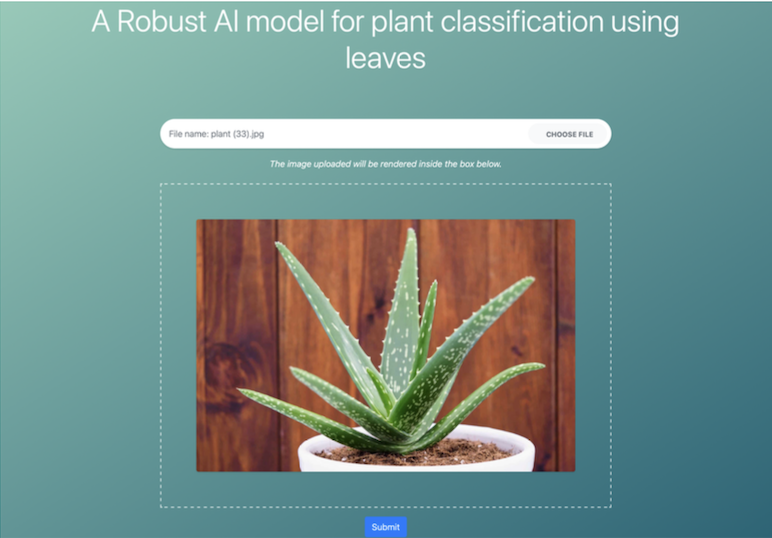 A Robust AI model for plant classification using
leaves
File name: plant (33).jpg
CHOOSE FILE
The image uploaded will be rendered inside the box below.
Submit